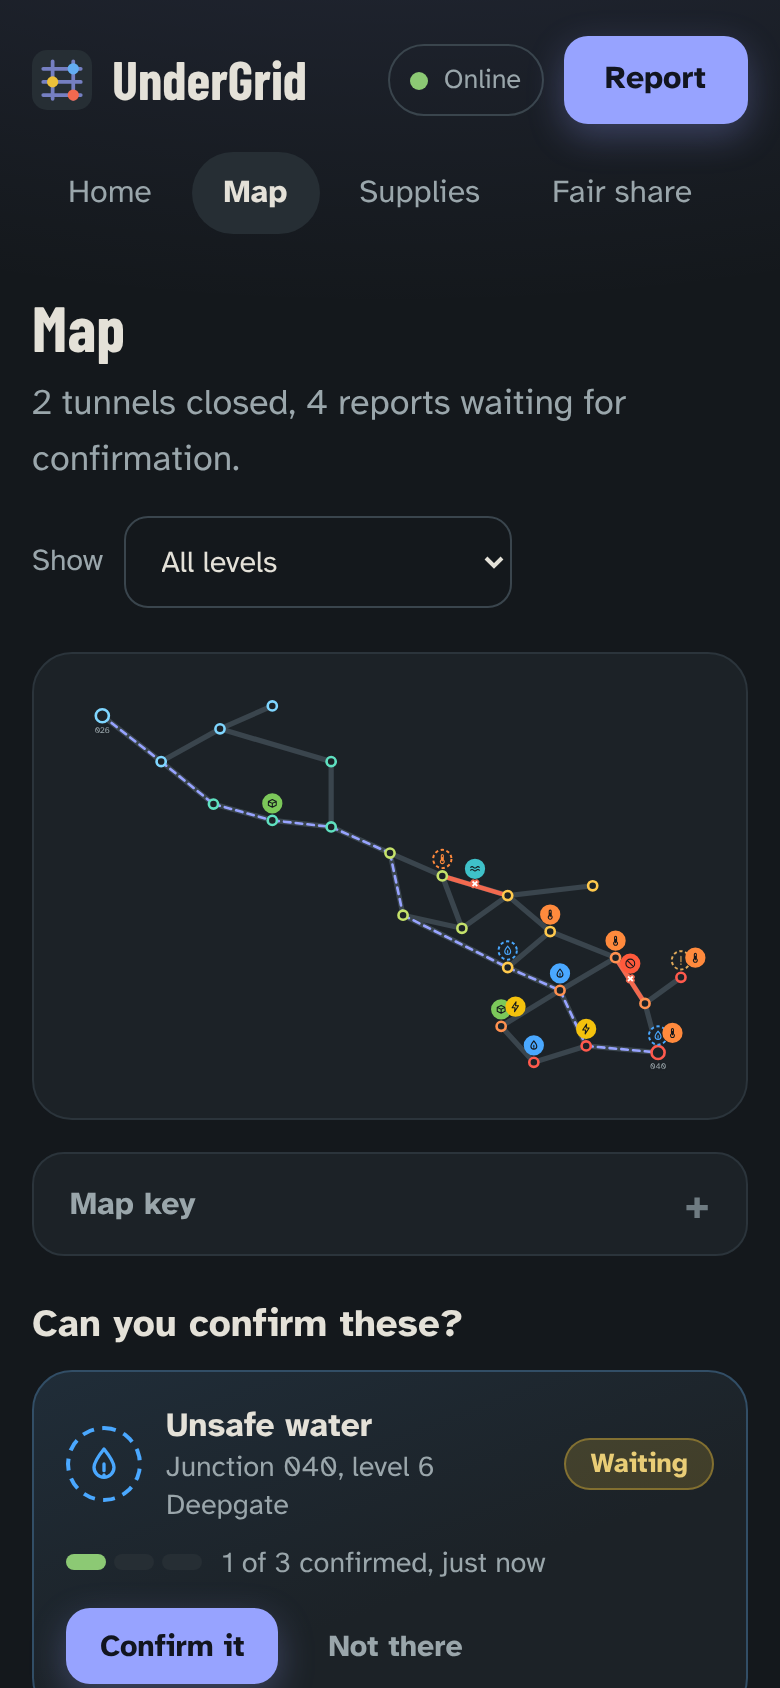 UnderGrid
Online
Report
Home
Map
Supplies
Fair share
Map
2 tunnels closed, 4 reports waiting for
confirmation.
Show
All levels
026
040
Map key
Can you confirm these?
Unsafe water
Junction 040, level 6
Deepgate
Waiting
1 of 3 confirmed, just now
Confirm it
Not there